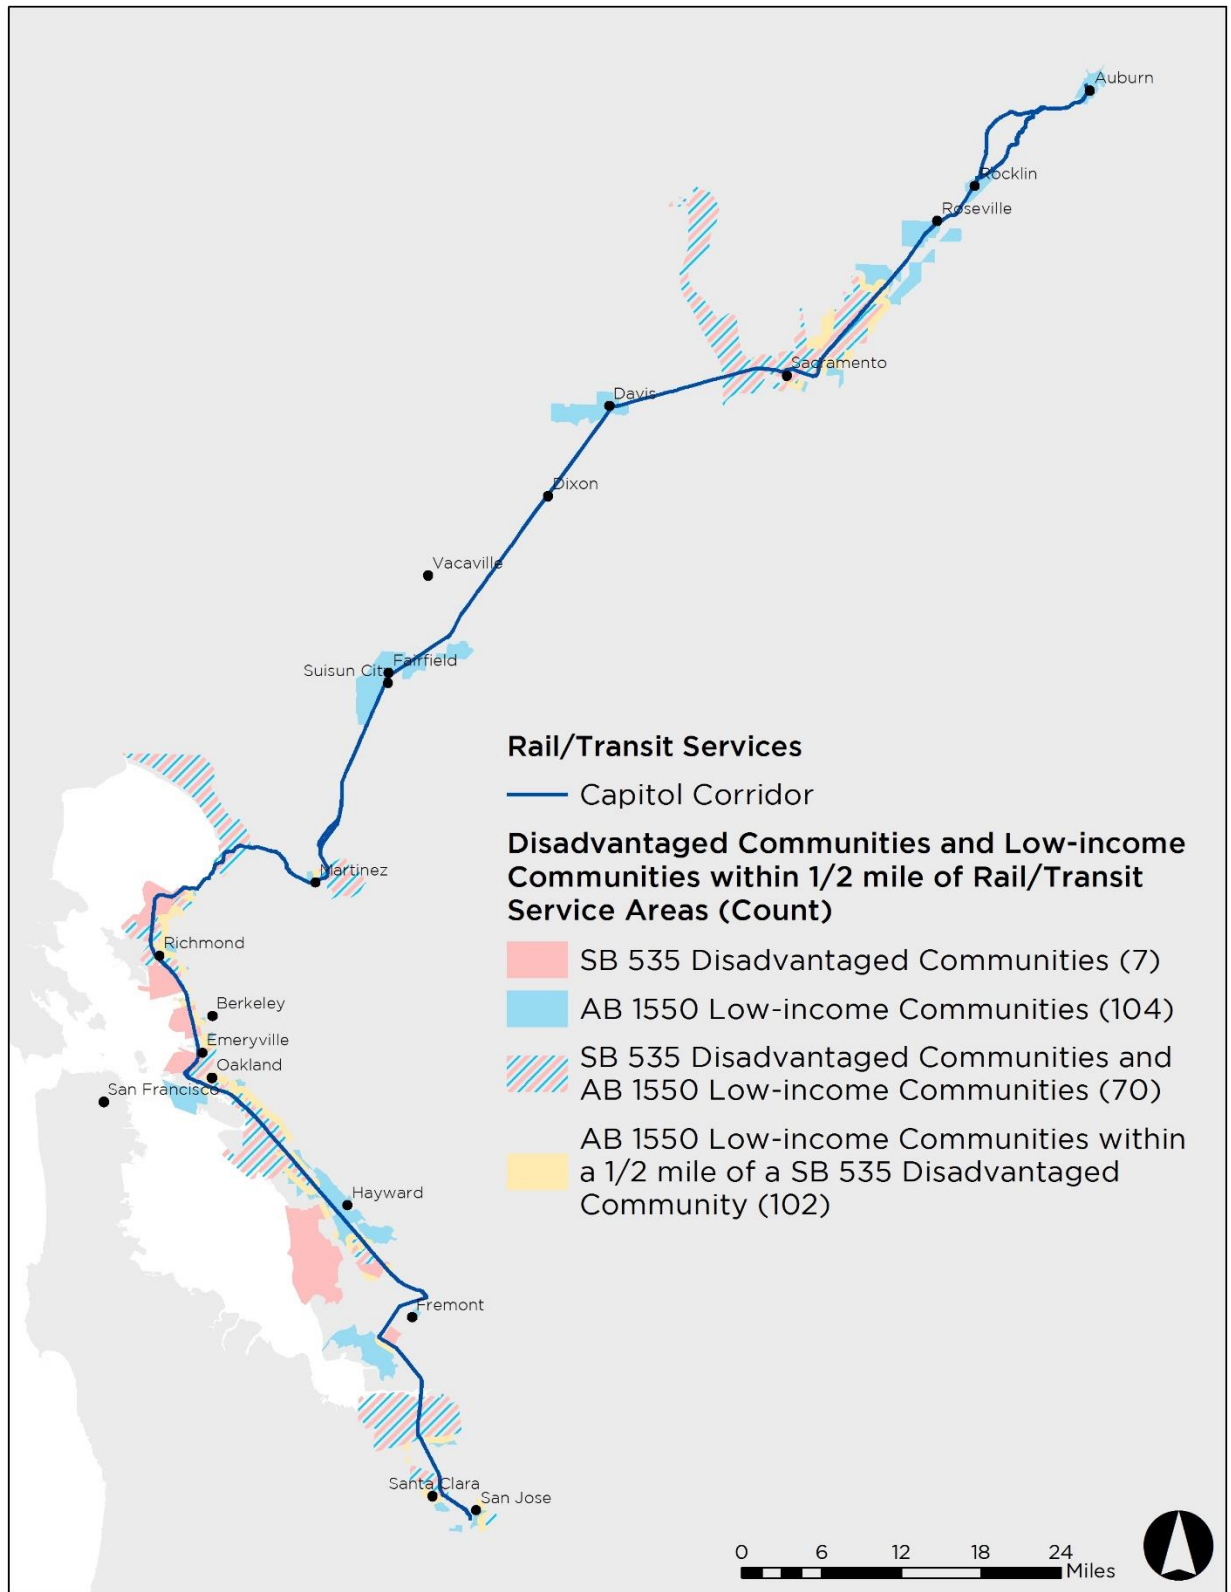 Auburn
Rocklin
Roseville
Sacramento
Davis
Dixon
Vacaville
Fairfield
Suisun City
Rail/Transit Services
Capitol Corridor
Disadvantaged Communities and Low-income
Communities within 1/2 mile of Rail/Transit
Service Areas (Count)
Martinez
Richmond
SB 535 Disadvantaged Communities (7)
Berkeley
AB 1550 Low-income Communities (104)
Emeryville
Oakland
SB 535 Disadvantaged Communities and
AB 1550 Low-income Communities (70)
San Francisco
AB 1550 Low-income Communities within
a 1/2 mile of a SB 535 Disadvantaged
Community (102)
Hayward
Fremont
Santa Clara
San Jose
0 6 12 18 24
Miles